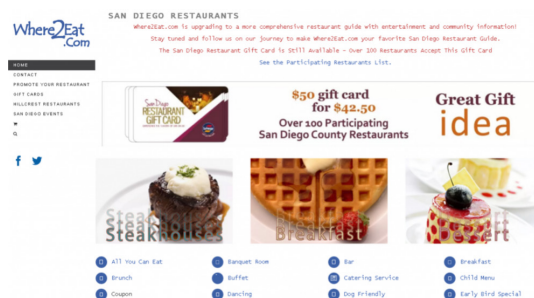 Where2Eat
.Com
HOME
CONTACT
PROMOTE YOUR RESTAURANT
GIFT CARDS
HILLCREST RESTAURANTS
SAN DIEGO EVENTS
SAN DIEGO RESTAURANTS
Where2Eat.com is upgrading to a more comprehensive restaurant guide with entertainment and community information!
Stay tuned and follow us on our journey to make Where2Eat.com your favorite San Diego Restaurant Guide.
The San Diego Restaurant Gift Card is Still Available - Over 100 Restaurants Accept This Gift Card
See the Participating Restaurants List.
San Diego
RESTAURANT
GIFT CARD
$50 gift card
for $42.50
Over 100 Participating
San Diego County Restaurants
Great Gift
idea
Steakhouses
Breakfast
Dessert
All You Can Eat
Banquet Room
Bar
Breakfast
Brunch
Buffet
Catering Service
Child Menu
Coupon
Dancing
Dog Friendly
Early Bird Special